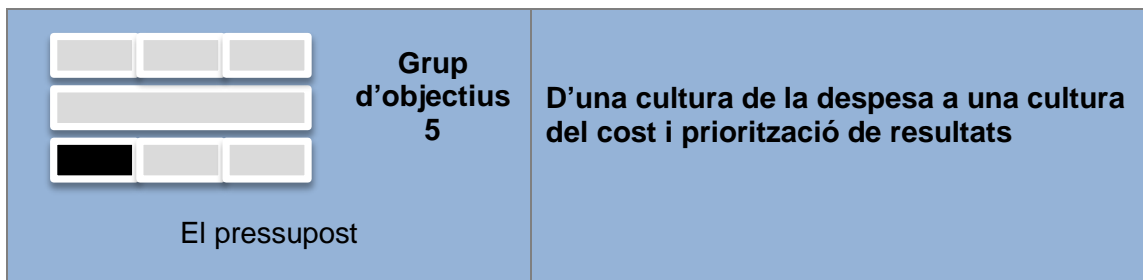 Grup
d’objectius
5
El pressupost
D’una cultura de la despesa a una cultura
del cost i priorització de resultats